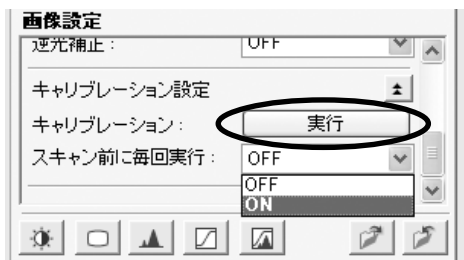 画像設定
逆光補正： OFF
キャリブレーション設定
キャリブレーション： 実行
スキャン前に毎回実行： OFF
OFF
ON